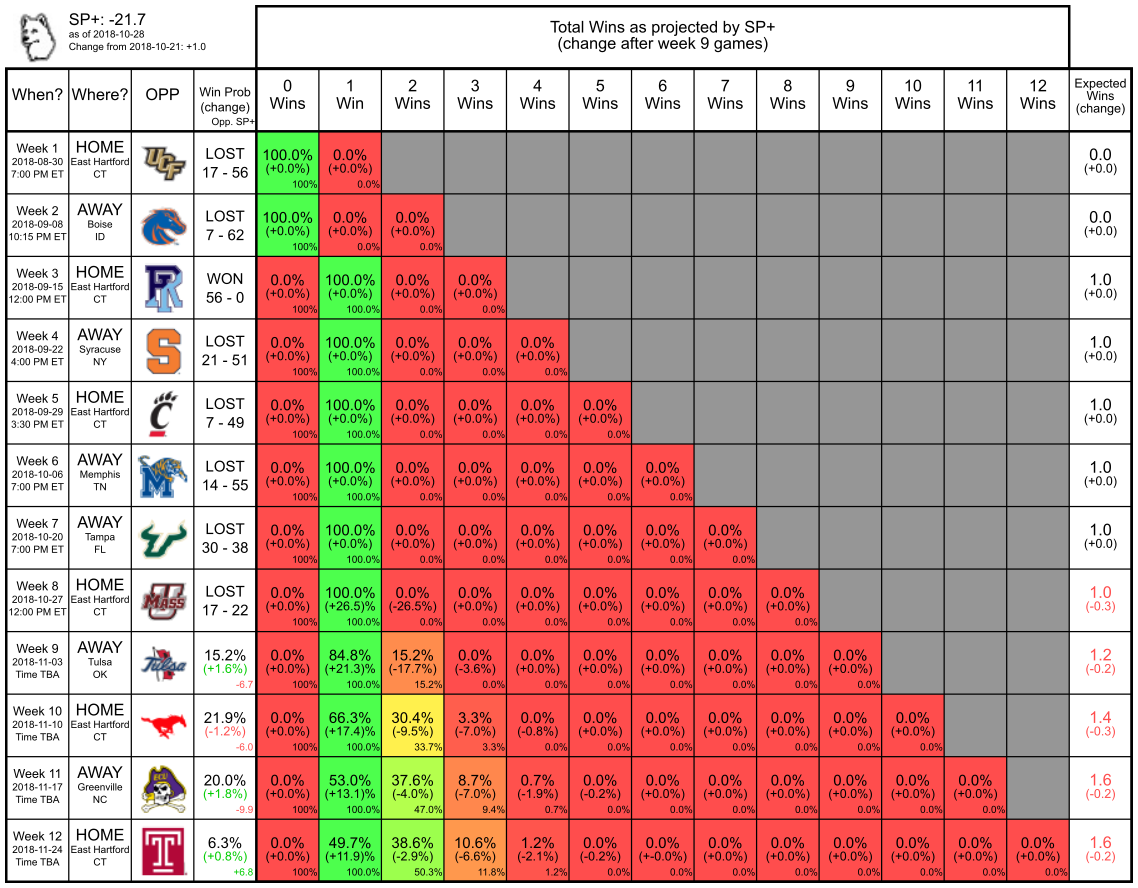 SP+: -21.7
as of 2018-10-28
Change from 2018-10-21: +1.0
Total Wins as projected by SP+
(change after week 9 games)
When? Where? OPP Win Prob (change) Opp. SP+ 0 Wins 1 Win 2 Wins 3 Wins 4 Wins 5 Wins 6 Wins 7 Wins 8 Wins 9 Wins 10 Wins 11 Wins 12 Wins Expected Wins (change)
Week 1 HOME UCF LOST 100.0% 0.0% 0.0
2018-08-30 East Hartford (+0.0%) (+0.0%) (+0.0)
7:00 PM ET CT 17 - 56 100% 0.0%
Week 2 AWAY LOST 100.0% 0.0% 0.0% 0.0
2018-09-08 Boise (+0.0%) (+0.0%) (+0.0%) (+0.0)
10:15 PM ET ID 7 - 62 100% 0.0% 0.0%
Week 3 HOME R WON 0.0% 100.0% 0.0% 0.0% 1.0
2018-09-15 East Hartford (+0.0%) (+0.0%) (+0.0%) (+0.0%) (+0.0)
12:00 PM ET CT 56 - 0 100% 100.0% 0.0% 0.0%
Week 4 AWAY S LOST 0.0% 100.0% 0.0% 0.0% 0.0% 1.0
2018-09-22 Syracuse (+0.0%) (+0.0%) (+0.0%) (+0.0%) (+0.0%) (+0.0)
4:00 PM ET NY 21 - 51 100% 100.0% 0.0% 0.0% 0.0%
Week 5 HOME C LOST 0.0% 100.0% 0.0% 0.0% 0.0% 0.0% 1.0
2018-09-29 East Hartford (+0.0%) (+0.0%) (+0.0%) (+0.0%) (+0.0%) (+0.0%) (+0.0)
3:30 PM ET CT 7 - 49 100% 100.0% 0.0% 0.0% 0.0% 0.0%
Week 6 AWAY M LOST 0.0% 100.0% 0.0% 0.0% 0.0% 0.0% 0.0% 1.0
2018-10-06 Memphis (+0.0%) (+0.0%) (+0.0%) (+0.0%) (+0.0%) (+0.0%) (+0.0%) (+0.0)
7:00 PM ET TN 14 - 55 100% 100.0% 0.0% 0.0% 0.0% 0.0% 0.0%
Week 7 AWAY LOST 0.0% 100.0% 0.0% 0.0% 0.0% 0.0% 0.0% 0.0% 1.0
2018-10-20 Tampa (+0.0%) (+0.0%) (+0.0%) (+0.0%) (+0.0%) (+0.0%) (+0.0%) (+0.0%) (+0.0)
7:00 PM ET FL 30 - 38 100% 100.0% 0.0% 0.0% 0.0% 0.0% 0.0% 0.0%
Week 8 HOME MASS LOST 0.0% 100.0% 0.0% 0.0% 0.0% 0.0% 0.0% 0.0% 0.0% 1.0
2018-10-27 East Hartford (+0.0%) (+26.5)% (-26.5%) (+0.0%) (+0.0%) (+0.0%) (+0.0%) (+0.0%) (+0.0%) (-0.3)
12:00 PM ET CT 17 - 22 100% 100.0% 0.0% 0.0% 0.0% 0.0% 0.0% 0.0% 0.0%
Week 9 AWAY Tulsa 15.2% 0.0% 84.8% 15.2% 0.0% 0.0% 0.0% 0.0% 0.0% 0.0% 0.0% 1.2
2018-11-03 Tulsa (+1.6%) (+0.0%) (+21.3)% (-17.7%) (-3.6%) (+0.0%) (+0.0%) (+0.0%) (+0.0%) (+0.0%) (+0.0%) (-0.2)
Time TBA OK -6.7 100% 100.0% 15.2% 0.0% 0.0% 0.0% 0.0% 0.0% 0.0% 0.0%
Week 10 HOME 21.9% 0.0% 66.3% 30.4% 3.3% 0.0% 0.0% 0.0% 0.0% 0.0% 0.0% 0.0% 1.4
2018-11-10 East Hartford (-1.2%) (+0.0%) (+17.4)% (-9.5%) (-7.0%) (-0.8%) (+0.0%) (+0.0%) (+0.0%) (+0.0%) (+0.0%) (+0.0%) (-0.3)
Time TBA CT -6.0 100% 100.0% 33.7% 3.3% 0.0% 0.0% 0.0% 0.0% 0.0% 0.0% 0.0%
Week 11 AWAY ECU 20.0% 0.0% 53.0% 37.6% 8.7% 0.7% 0.0% 0.0% 0.0% 0.0% 0.0% 0.0% 0.0% 1.6
2018-11-17 Greenville (+1.8%) (+0.0%) (+13.1)% (-4.0%) (-7.0%) (-1.9%) (-0.2%) (+0.0%) (+0.0%) (+0.0%) (+0.0%) (+0.0%) (+0.0%) (-0.2)
Time TBA NC -9.9 100% 100.0% 47.0% 9.4% 0.7% 0.0% 0.0% 0.0% 0.0% 0.0% 0.0% 0.0%
Week 12 HOME T 6.3% 0.0% 49.7% 38.6% 10.6% 1.2% 0.0% 0.0% 0.0% 0.0% 0.0% 0.0% 0.0% 0.0% 1.6
2018-11-24 East Hartford (+0.8%) (+0.0%) (+11.9)% (-2.9%) (-6.6%) (-2.1%) (-0.2%) (+-0.0%) (+0.0%) (+0.0%) (+0.0%) (+0.0%) (+0.0%) (+0.0%) (-0.2)
Time TBA CT +6.8 100% 100.0% 50.3% 11.8% 1.2% 0.0% 0.0% 0.0% 0.0% 0.0% 0.0% 0.0% 0.0%